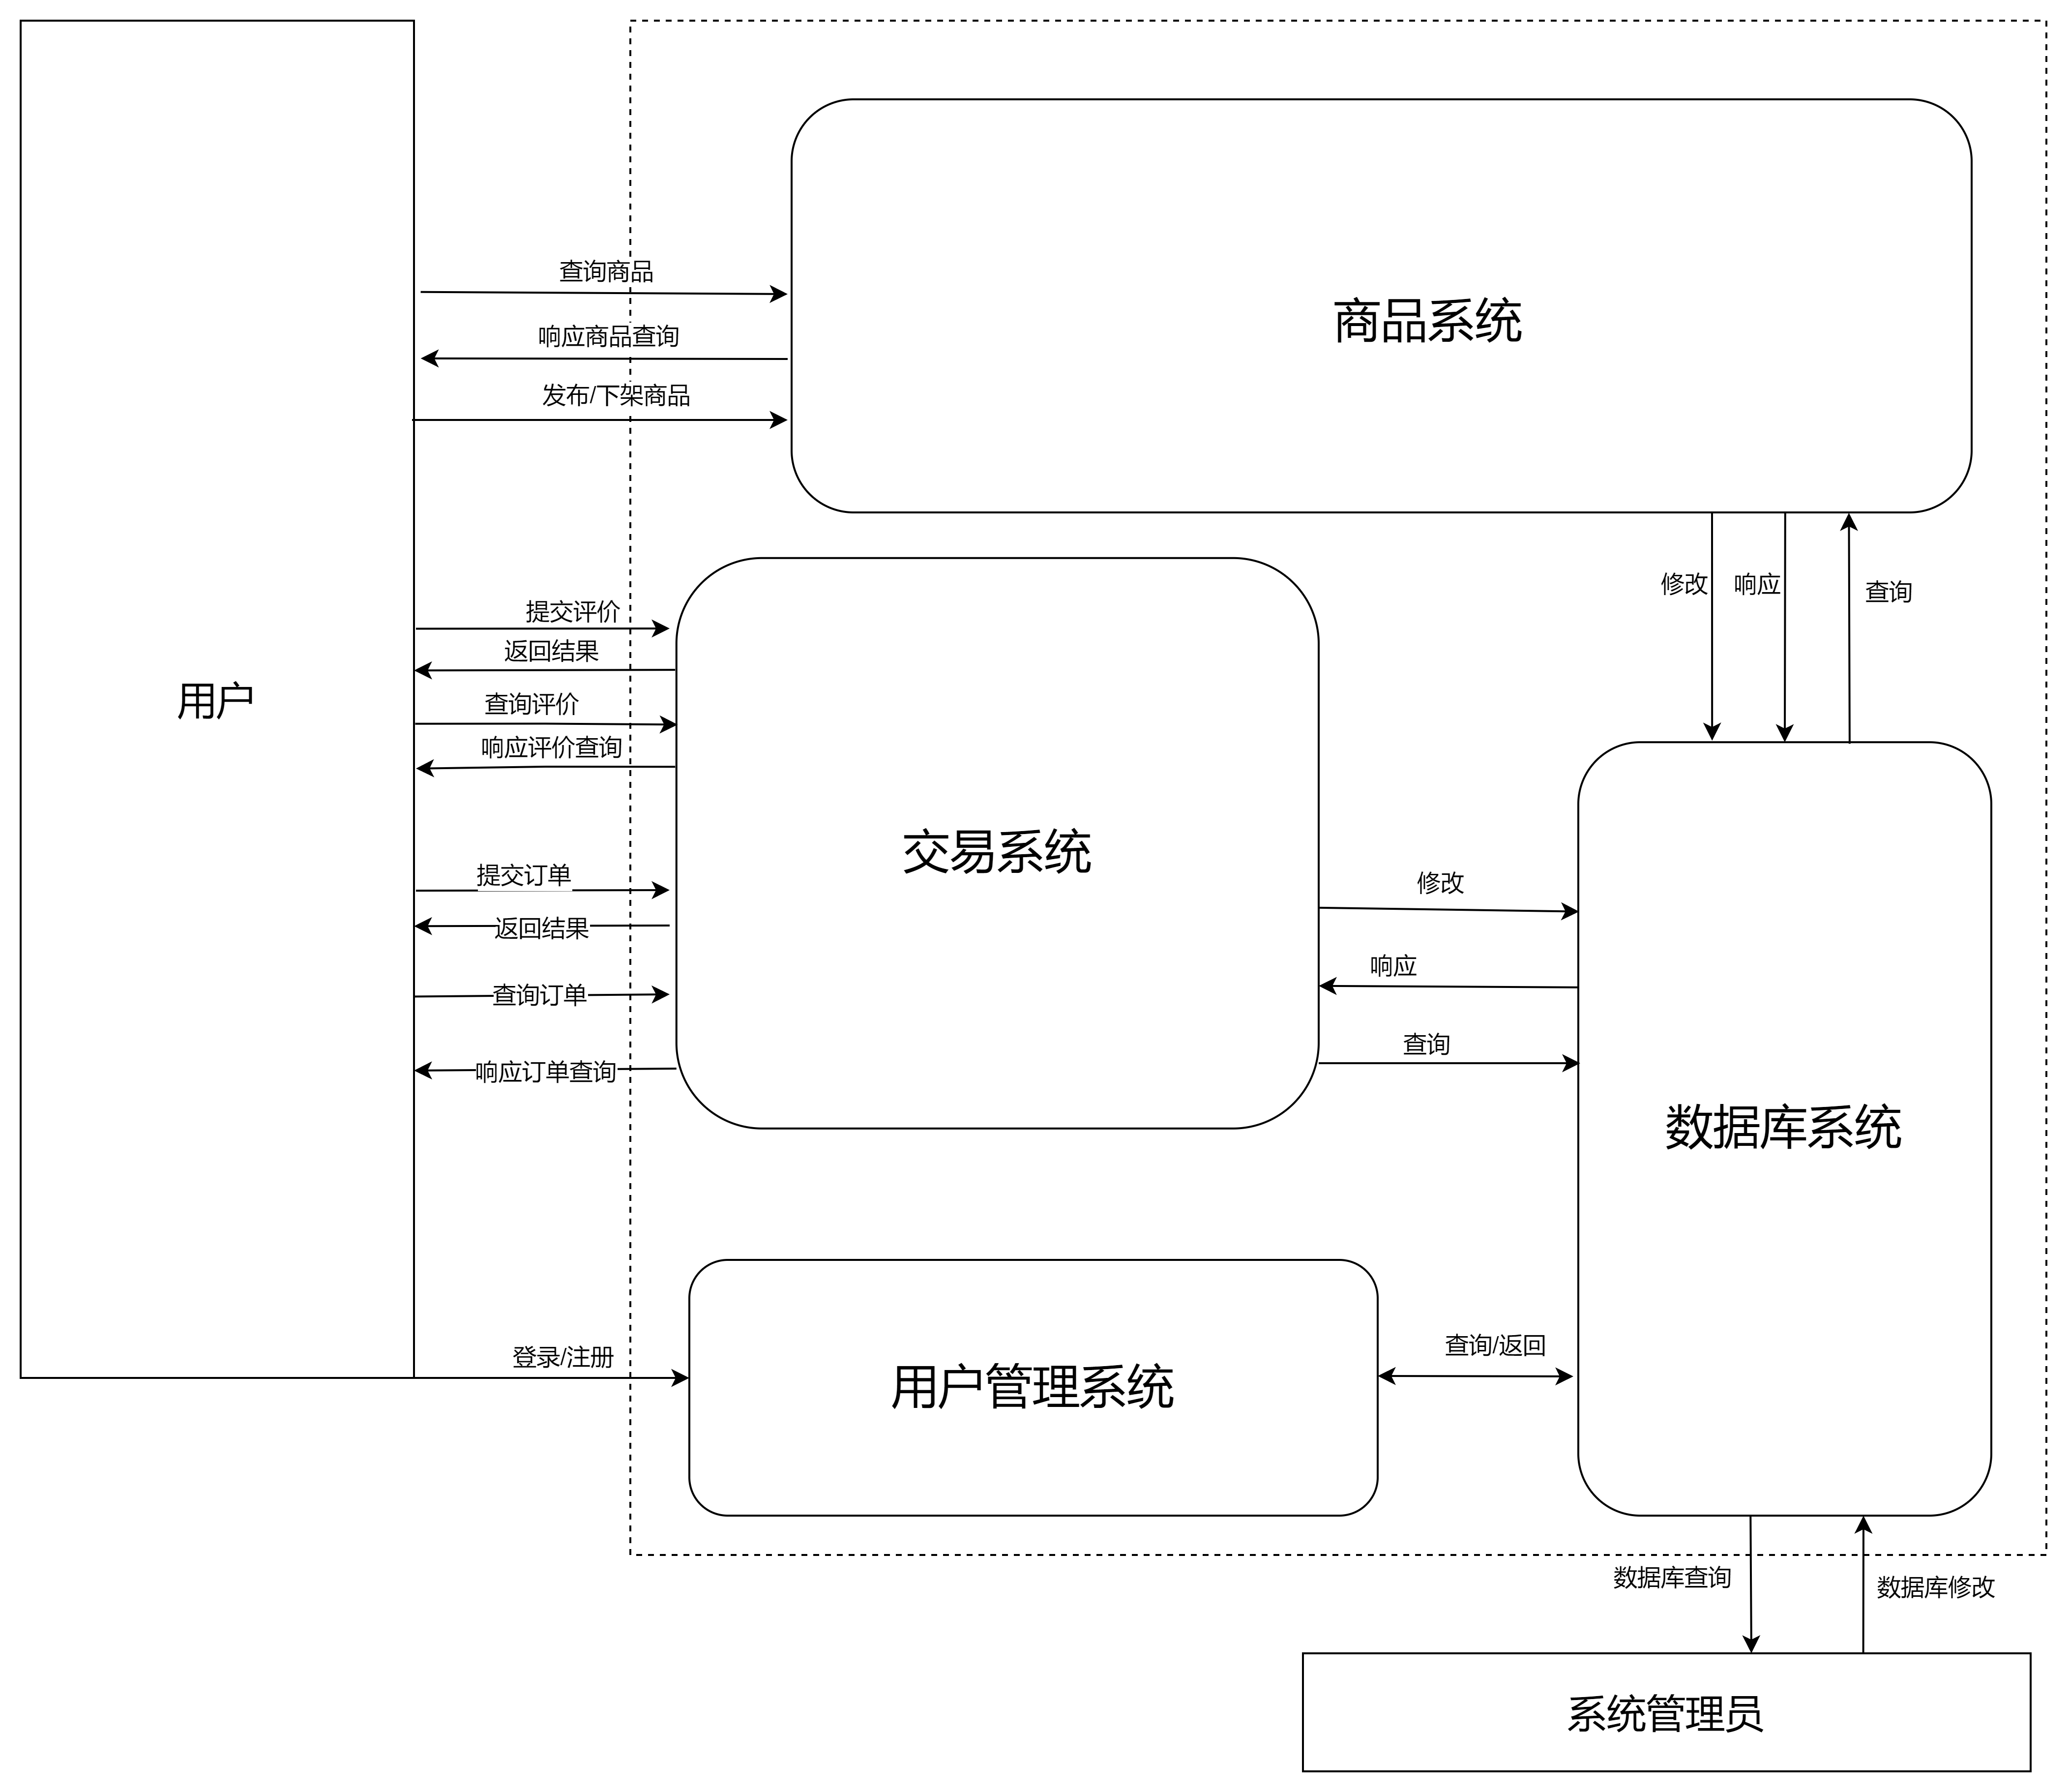 查询商品
商品系统
响应商品查询
发布/下架商品
修改
响应
查询
提交评价
返回结果
用户
查询评价
响应评价查询
交易系统
提交订单
修改
返回结果
响应
查询订单
查询
响应订单查询
数据库系统
登录/注册
用户管理系统
查询/返回
数据库查询
数据库修改
系统管理员